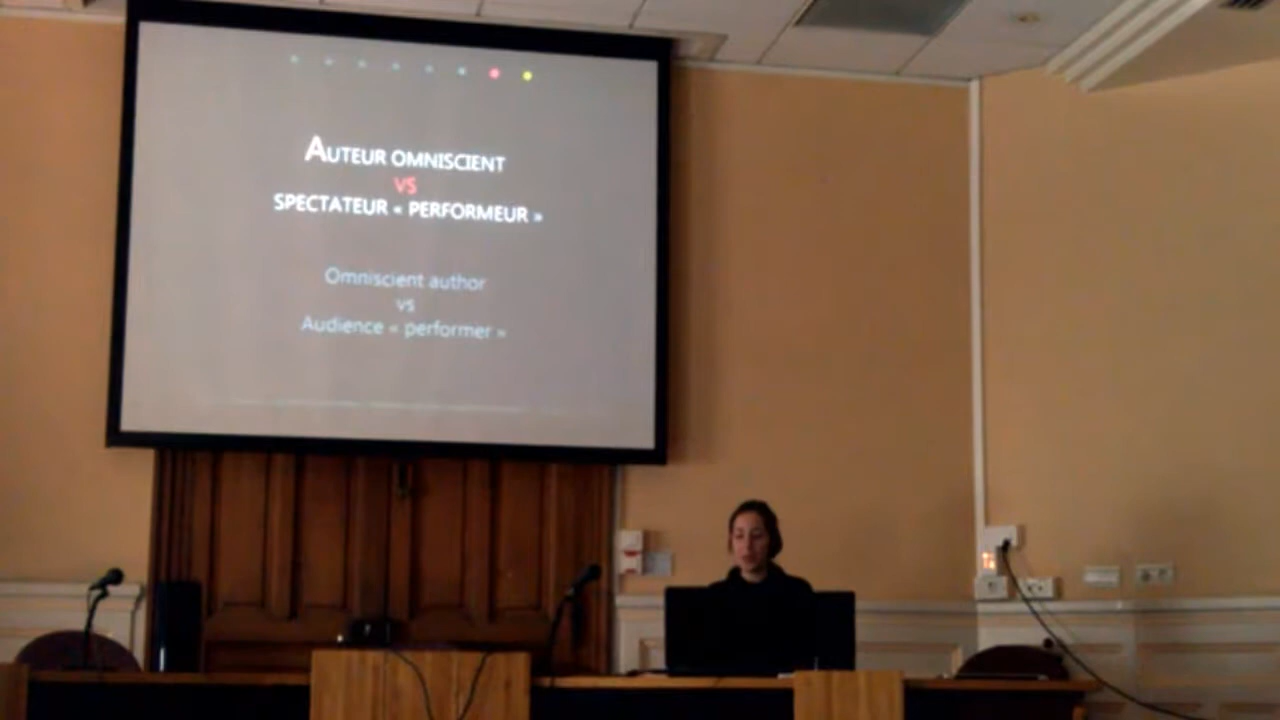 AUTEUR OMNISCIENT
VS
SPECTATEUR « PERFORMEUR »
Omniscient author
vs
Audience « performer »